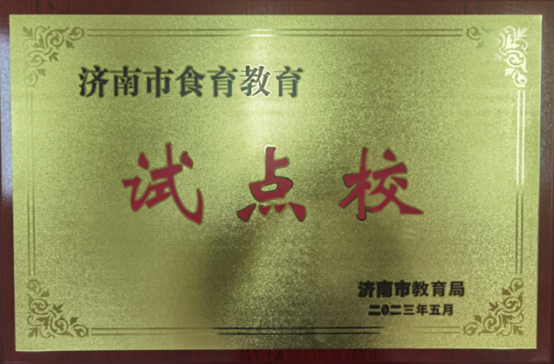 济南市食育教育
试点校
济南市教育局
二〇二三年五月